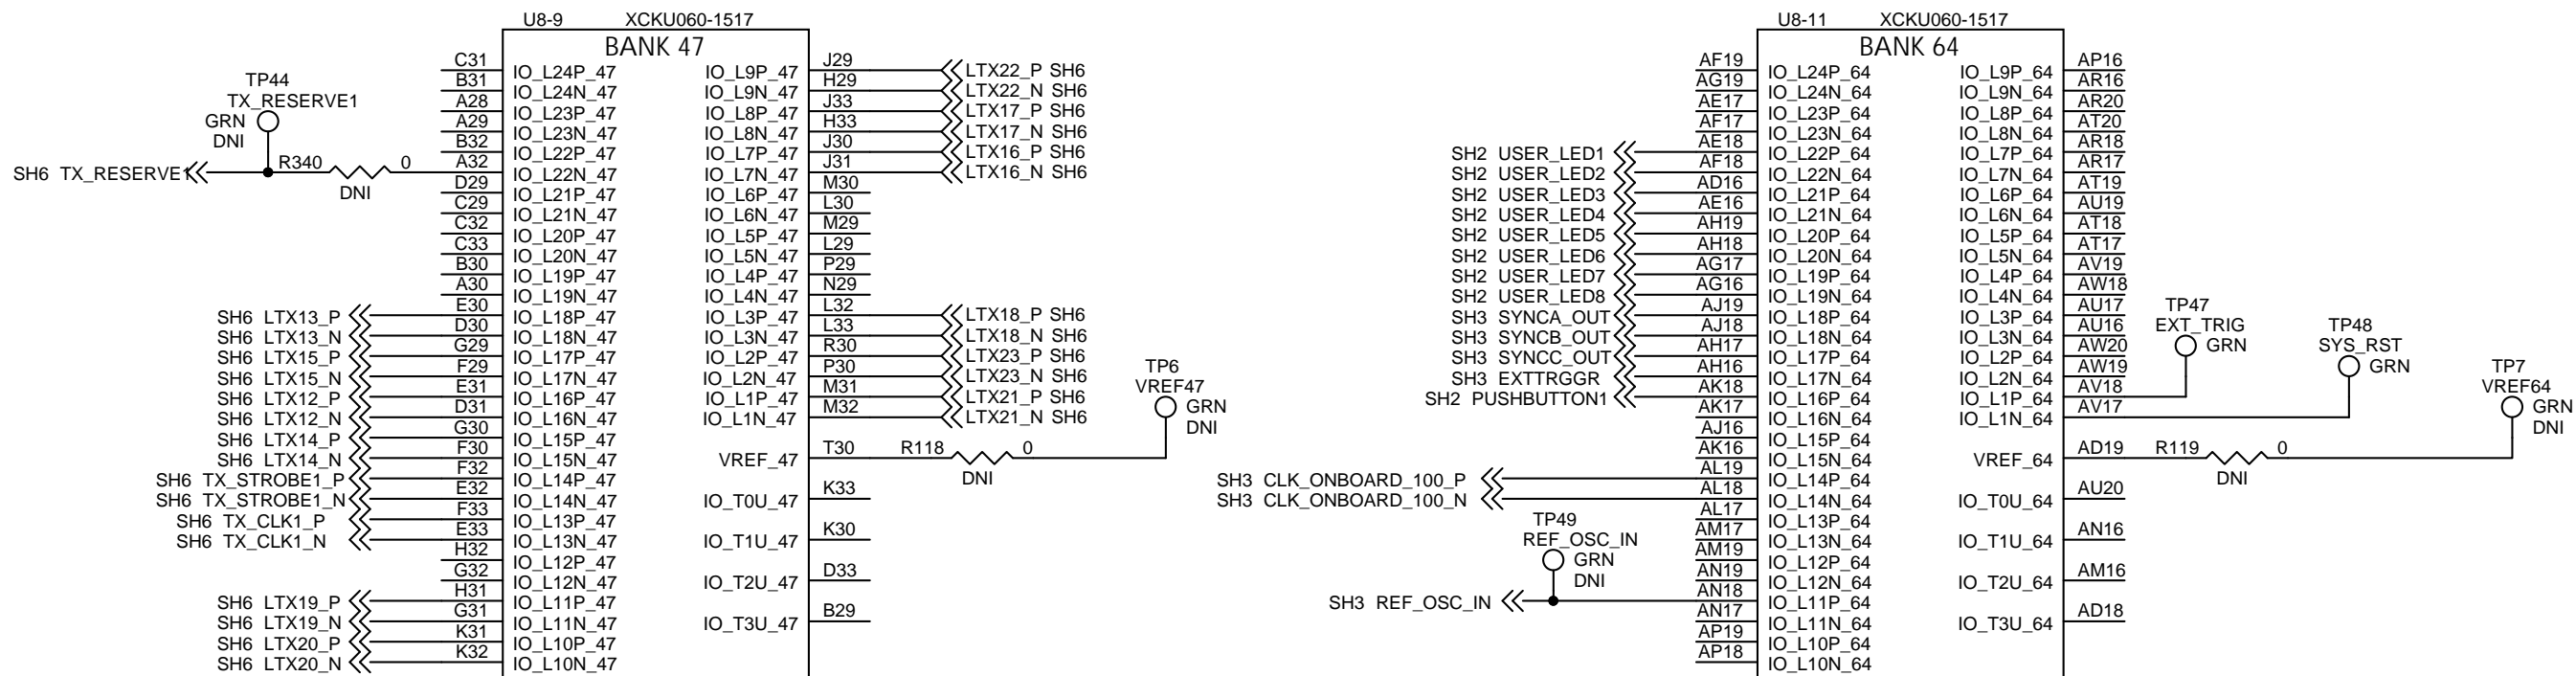 U8-9 XCKU060-1517
BANK 47
C31 IO_L24P_47 IO_L9P_47 J29 LTX22_P SH6
B31 IO_L24N_47 IO_L9N_47 H29 LTX22_N SH6
A28 IO_L23P_47 IO_L8P_47 J33 LTX17_P SH6
A29 IO_L23N_47 IO_L8N_47 H33 LTX17_N SH6
B32 IO_L22P_47 IO_L7P_47 J30 LTX16_P SH6
TP44
TX_RESERVE1
GRN
DNI
SH6 TX_RESERVE1 R340 0 DNI A32 IO_L22N_47 IO_L7N_47 J31 LTX16_N SH6
D29 IO_L21P_47 IO_L6P_47 M30
C29 IO_L21N_47 IO_L6N_47 L30
C32 IO_L20P_47 IO_L5P_47 M29
C33 IO_L20N_47 IO_L5N_47 L29
B30 IO_L19P_47 IO_L4P_47 P29
A30 IO_L19N_47 IO_L4N_47 N29
SH6 LTX13_P E30 IO_L18P_47 IO_L3P_47 L32 LTX18_P SH6
SH6 LTX13_N D30 IO_L18N_47 IO_L3N_47 L33 LTX18_N SH6
SH6 LTX15_P G29 IO_L17P_47 IO_L2P_47 R30 LTX23_P SH6
SH6 LTX15_N F29 IO_L17N_47 IO_L2N_47 P30 LTX23_N SH6
SH6 LTX12_P E31 IO_L16P_47 IO_L1P_47 M31 LTX21_P SH6
SH6 LTX12_N D31 IO_L16N_47 IO_L1N_47 M32 LTX21_N SH6
SH6 LTX14_P G30 IO_L15P_47
TP6
VREF47
GRN
DNI
SH6 LTX14_N F30 IO_L15N_47 VREF_47 T30 R118 0 DNI
SH6 TX_STROBE1_P F32 IO_L14P_47
SH6 TX_STROBE1_N E32 IO_L14N_47 IO_T0U_47 K33
SH6 TX_CLK1_P F33 IO_L13P_47
SH6 TX_CLK1_N E33 IO_L13N_47 IO_T1U_47 K30
H32 IO_L12P_47
G32 IO_L12N_47 IO_T2U_47 D33
SH6 LTX19_P H31 IO_L11P_47
SH6 LTX19_N G31 IO_L11N_47 IO_T3U_47 B29
SH6 LTX20_P K31 IO_L10P_47
SH6 LTX20_N K32 IO_L10N_47
U8-11 XCKU060-1517
BANK 64
AF19 IO_L24P_64 IO_L9P_64 AP16
AG19 IO_L24N_64 IO_L9N_64 AR16
AE17 IO_L23P_64 IO_L8P_64 AR20
AF17 IO_L23N_64 IO_L8N_64 AT20
SH2 USER_LED1 AE18 IO_L22P_64 IO_L7P_64 AR18
SH2 USER_LED2 AF18 IO_L22N_64 IO_L7N_64 AR17
SH2 USER_LED3 AD16 IO_L21P_64 IO_L6P_64 AT19
SH2 USER_LED4 AE16 IO_L21N_64 IO_L6N_64 AU19
SH2 USER_LED5 AH19 IO_L20P_64 IO_L5P_64 AT18
SH2 USER_LED6 AH18 IO_L20N_64 IO_L5N_64 AT17
SH2 USER_LED7 AG17 IO_L19P_64 IO_L4P_64 AV19
SH2 USER_LED8 AG16 IO_L19N_64 IO_L4N_64 AW18
SH3 SYNCA_OUT AJ19 IO_L18P_64 IO_L3P_64 AU17
SH3 SYNCB_OUT AJ18 IO_L18N_64 IO_L3N_64 AU16
SH3 SYNCC_OUT AH17 IO_L17P_64 IO_L2P_64 AW20
SH3 EXTTRGGR AH16 IO_L17N_64 IO_L2N_64 AW19
SH2 PUSHBUTTON1 AK18 IO_L16P_64 IO_L1P_64 AV18
TP47
EXT_TRIG
GRN
AK17 IO_L16N_64 IO_L1N_64 AV17
TP48
SYS_RST
GRN
AJ16 IO_L15P_64
TP7
VREF64
GRN
DNI
AK16 IO_L15N_64 VREF_64 AD19 R119 0 DNI
SH3 CLK_ONBOARD_100_P AL19 IO_L14P_64
SH3 CLK_ONBOARD_100_N AL18 IO_L14N_64 IO_T0U_64 AU20
AL17 IO_L13P_64
AM17 IO_L13N_64 IO_T1U_64 AN16
AM19 IO_L12P_64
AN19 IO_L12N_64 IO_T2U_64 AM16
TP49
REF_OSC_IN
GRN
DNI
SH3 REF_OSC_IN AN18 IO_L11P_64
AN17 IO_L11N_64 IO_T3U_64 AD18
AP19 IO_L10P_64
AP18 IO_L10N_64